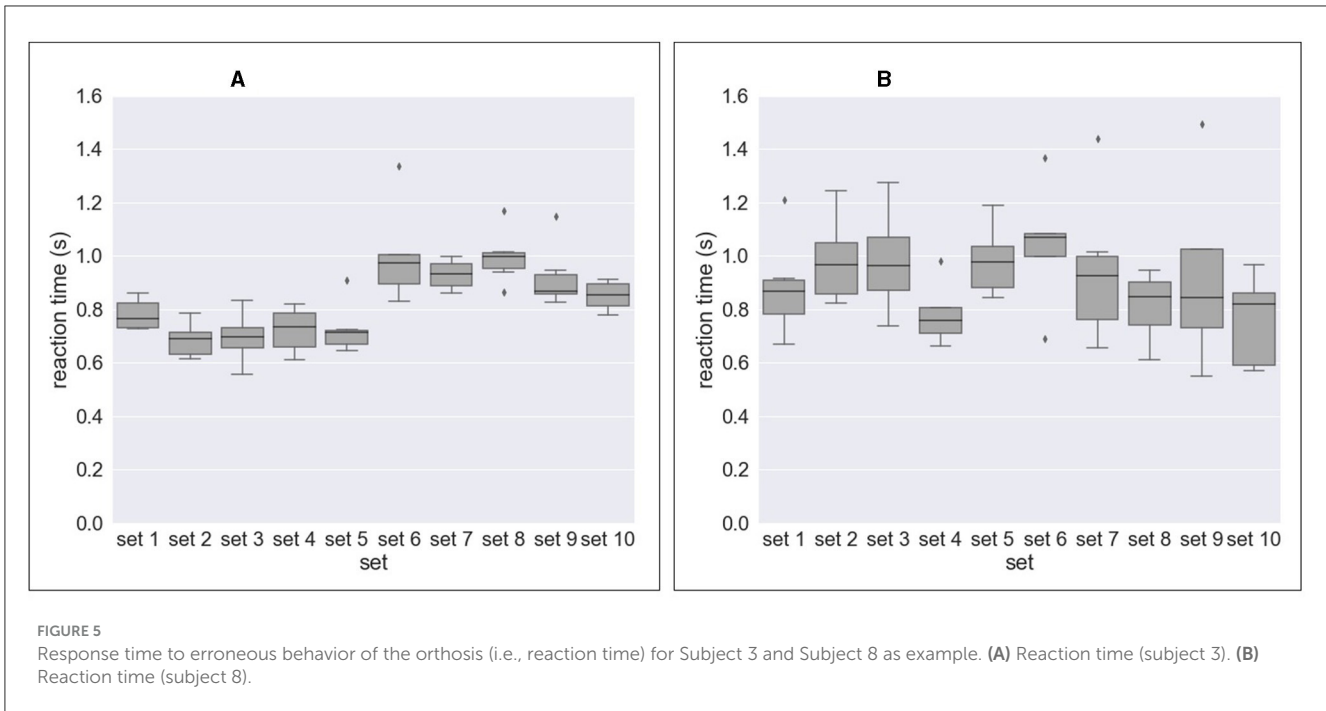 A
1.6
1.4
1.2
1.0
0.8
0.6
0.4
0.2
0.0
reaction time (s)
set 1 set 2 set 3 set 4 set 5 set 6 set 7 set 8 set 9 set 10
set
B
1.6
1.4
1.2
1.0
0.8
0.6
0.4
0.2
0.0
reaction time (s)
set 1 set 2 set 3 set 4 set 5 set 6 set 7 set 8 set 9 set 10
set
FIGURE 5
Response time to erroneous behavior of the orthosis (i.e., reaction time) for Subject 3 and Subject 8 as example. (A) Reaction time (subject 3). (B)
Reaction time (subject 8).